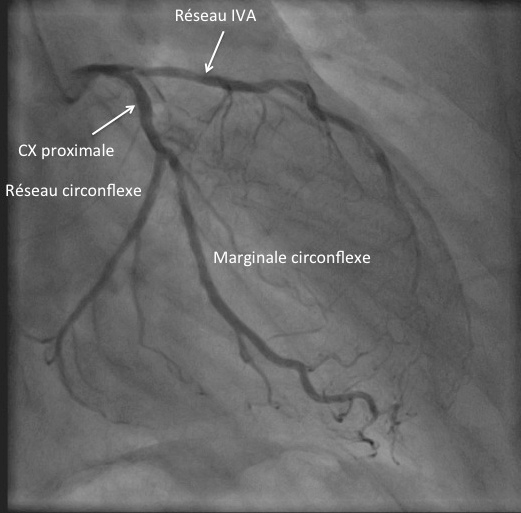 Réseau IVA
CX proximale
Réseau circonflexe
Marginale circonflexe